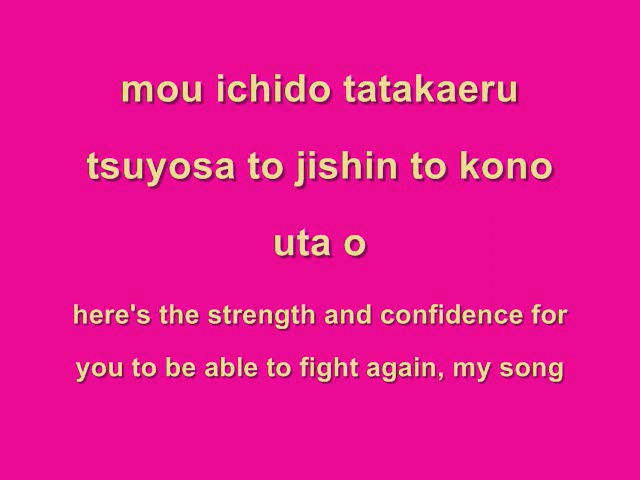 mou ichido tatakaeru
tsuyosa to jishin to kono
uta o
here's the strength and confidence for
you to be able to fight again, my song